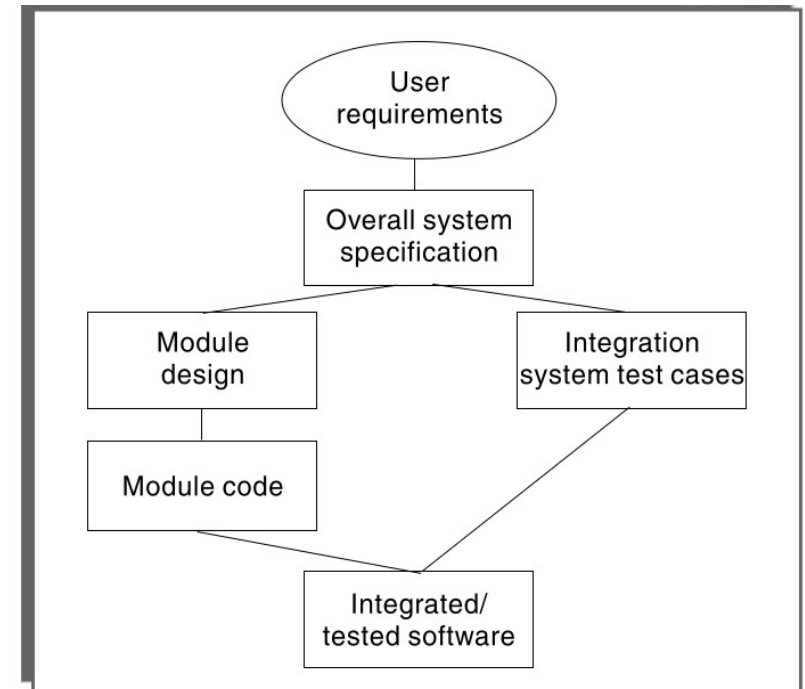 User
requirements
Overall system
specification
Module
design
Integration
system test cases
Module code
Integrated/
tested software